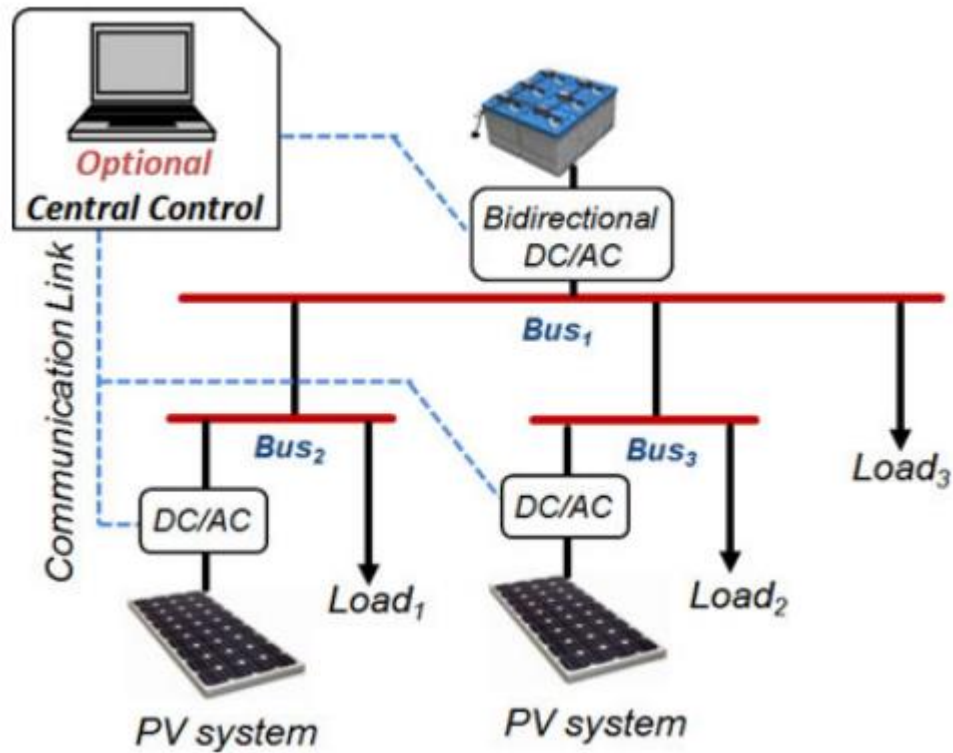 Optional
Central Control
Communication Link
Bidirectional
DC/AC
Bus₁
Bus₂
Bus₃
Load₃
DC/AC
DC/AC
Load₁
Load₂
PV system
PV system